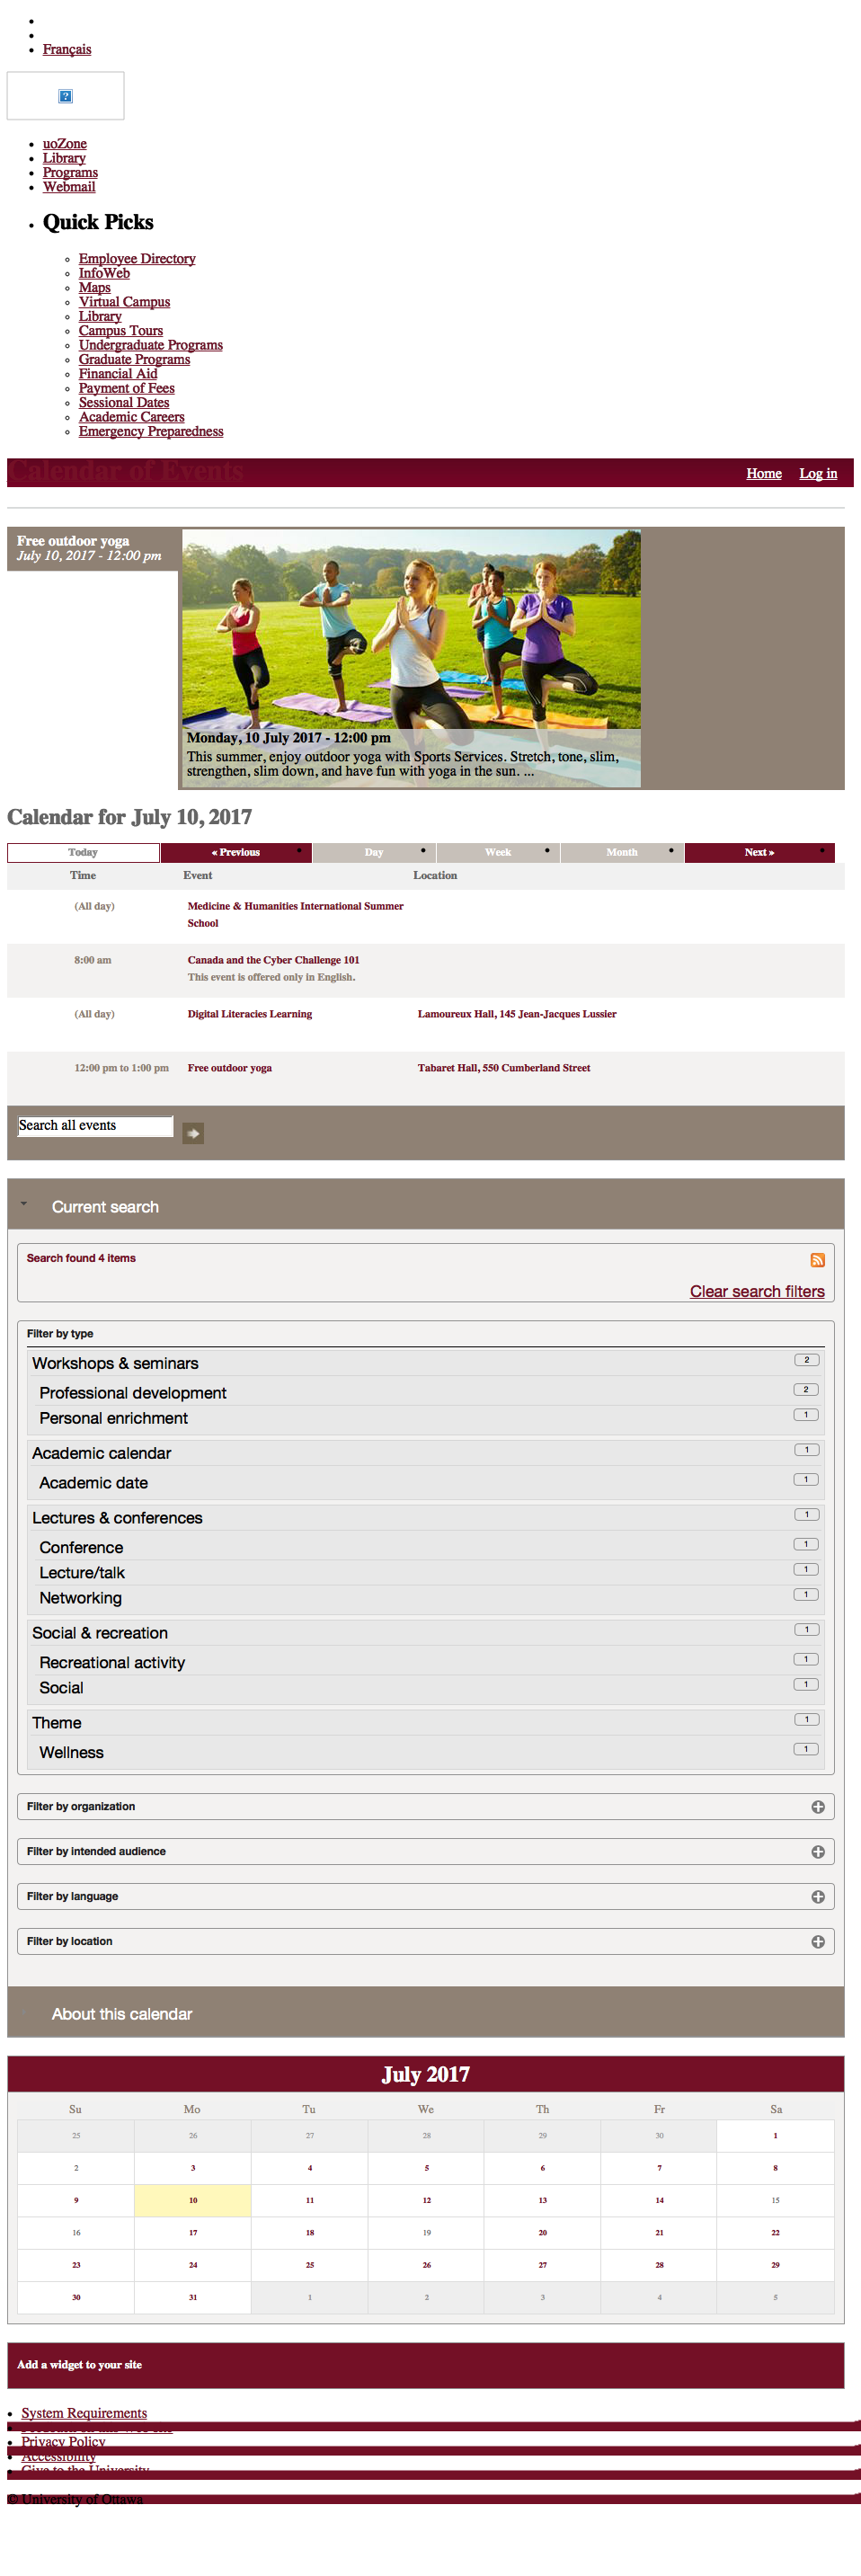 Français
uoZone
Library
Programs
Webmail
Quick Picks
Employee Directory
InfoWeb
Maps
Virtual Campus
Library
Campus Tours
Undergraduate Programs
Graduate Programs
Financial Aid
Payment of Fees
Sessional Dates
Academic Careers
Emergency Preparedness
Calendar of Events
Home Log in
Free outdoor yoga
July 10, 2017 - 12:00 pm
Monday, 10 July 2017 - 12:00 pm
This summer, enjoy outdoor yoga with Sports Services. Stretch, tone, slim,
strengthen, slim down, and have fun with yoga in the sun. ...
Calendar for July 10, 2017
Today « Previous Day Week Month Next »
Time Event Location
(All day) Medicine & Humanities International Summer
School
8:00 am Canada and the Cyber Challenge 101
This event is offered only in English.
(All day) Digital Literacies Learning Lamoureux Hall, 145 Jean-Jacques Lussier
12:00 pm to 1:00 pm Free outdoor yoga Tabaret Hall, 550 Cumberland Street
Search all events
Current search
Search found 4 items
Clear search filters
Filter by type
Workshops & seminars 2
Professional development 2
Personal enrichment 1
Academic calendar 1
Academic date 1
Lectures & conferences 1
Conference 1
Lecture/talk 1
Networking 1
Social & recreation 1
Recreational activity 1
Social 1
Theme 1
Wellness 1
Filter by organization
Filter by intended audience
Filter by language
Filter by location
About this calendar
July 2017
Su Mo Tu We Th Fr Sa
25 26 27 28 29 30 1
2 3 4 5 6 7 8
9 10 11 12 13 14 15
16 17 18 19 20 21 22
23 24 25 26 27 28 29
30 31 1 2 3 4 5
Add a widget to your site
System Requirements
Privacy Policy
Accessibility
Give to the University
© University of Ottawa